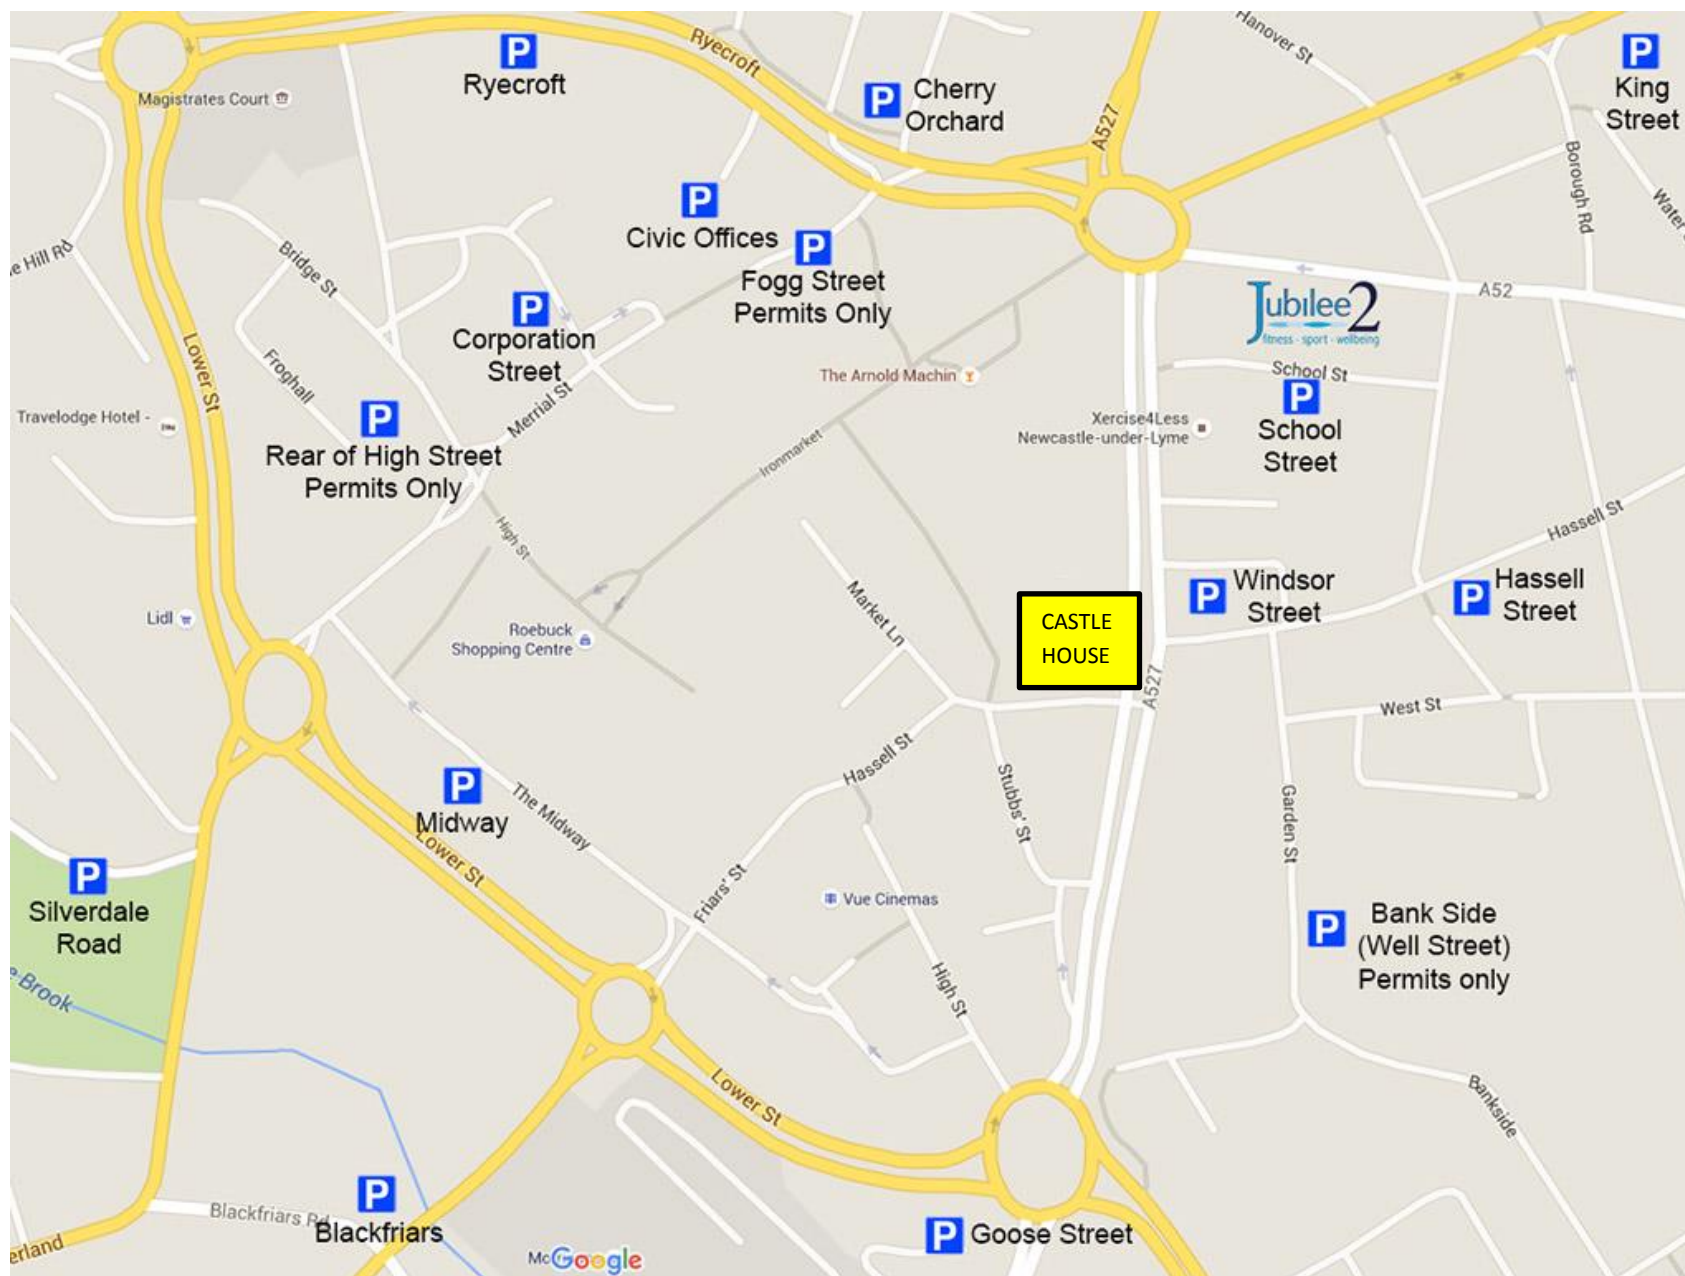 Hanover St
P
Ryecroft
Ryecroft
P
Cherry
Orchard
P
King
Street
Magistrates Court
A527
Borough Rd
Water
P
Civic Offices
P
Fogg Street
Permits Only
e Hill Rd
Bridge St
P
Corporation
Street
Jubilee2
fitness - sport - wellbeing
A52
Lower St
Froghall
The Arnold Machin
School St
P
School
Street
Merrial St
Travelodge Hotel -
P
Rear of High Street
Permits Only
Xercise4Less
Newcastle-under-Lyme
Ironmarket
High St
Hassell St
P
Windsor
Street
P
Hassell
Street
Market Ln
CASTLE
HOUSE
Lidl
Roebuck
Shopping Centre
A527
West St
Hassell St
P
Midway
The Midway
Stubbs' St
Garden St
Lower St
P
Silverdale
Road
Friars' St
Vue Cinemas
P
Bank Side
(Well Street)
Permits only
e-Brook
High St
Lower St
Bankside
P
Blackfriars
Blackfriars Rd
P
Goose Street
erland
Google